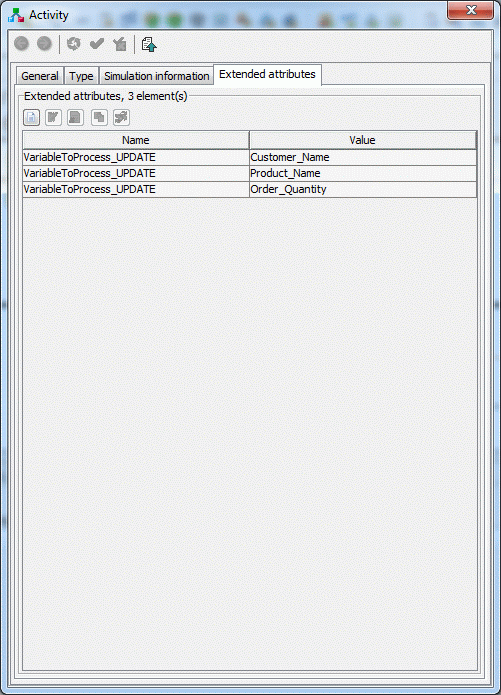 Activity
General Type Simulation information Extended attributes
Extended attributes, 3 element(s)
Name Value
VariableToProcess_UPDATE Customer_Name
VariableToProcess_UPDATE Product_Name
VariableToProcess_UPDATE Order_Quantity